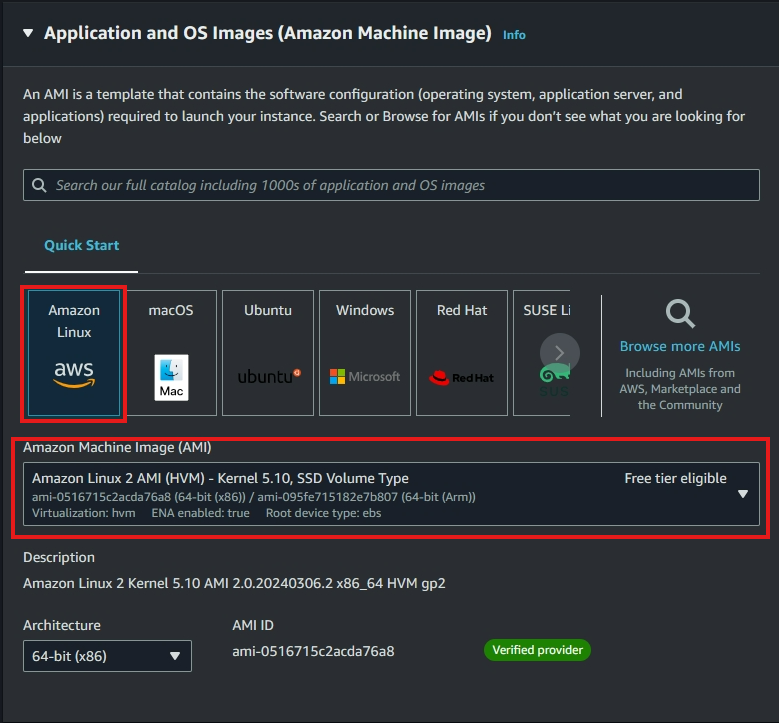 Application and OS Images (Amazon Machine Image) Info
An AMI is a template that contains the software configuration (operating system, application server, and
applications) required to launch your instance. Search or Browse for AMIs if you don't see what you are looking for
below
Search our full catalog including 1000s of application and OS images
Quick Start
Amazon
Linux
aws
macOS
Mac
Ubuntu
ubuntu
Windows
Microsoft
Red Hat
Red Hat
SUSE Li
SUS
Browse more AMIs
Including AMIs from
AWS, Marketplace and
the Community
Amazon Machine Image (AMI)
Amazon Linux 2 AMI (HVM) - Kernel 5.10, SSD Volume Type
Free tier eligible
ami-0516715c2acda76a8 (64-bit (x86)) / ami-095fe715182e7b807 (64-bit (Arm))
Virtualization: hvm ENA enabled: true Root device type: ebs
Description
Amazon Linux 2 Kernel 5.10 AMI 2.0.20240306.2 x86_64 HVM gp2
Architecture
64-bit (x86)
AMI ID
ami-0516715c2acda76a8
Verified provider